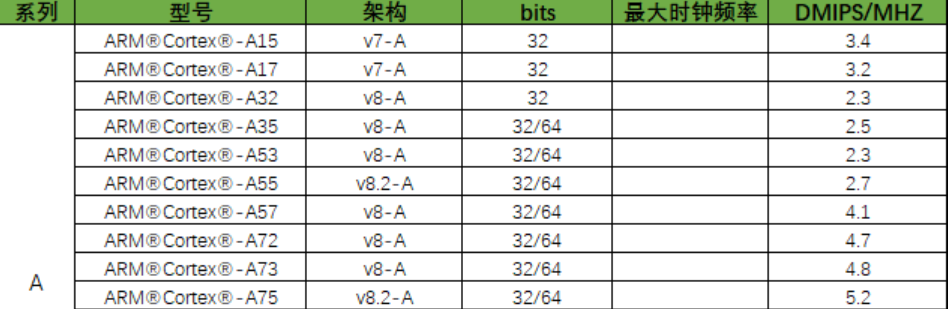 系列 型号 架构 bits 最大时钟频率 DMIPS/MHZ
ARM®Cortex®-A15 v7-A 32 3.4
ARM®Cortex®-A17 v7-A 32 3.2
ARM®Cortex®-A32 v8-A 32 2.3
ARM®Cortex®-A35 v8-A 32/64 2.5
ARM®Cortex®-A53 v8-A 32/64 2.3
ARM®Cortex®-A55 v8.2-A 32/64 2.7
ARM®Cortex®-A57 v8-A 32/64 4.1
ARM®Cortex®-A72 v8-A 32/64 4.7
ARM®Cortex®-A73 v8-A 32/64 4.8
A ARM®Cortex®-A75 v8.2-A 32/64 5.2